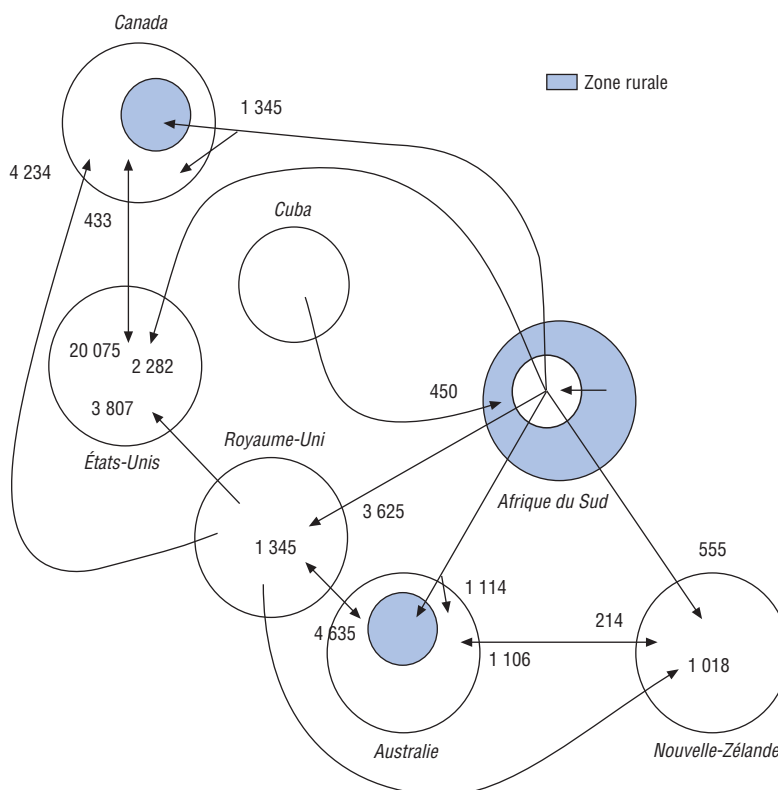 Canada
Zone rurale
1 345
4 234
433
Cuba
20 075
2 282
450
3 807
États-Unis
Royaume-Uni
Afrique du Sud
3 625
1 345
555
1 114
4 635
214
1 106
1 018
Australie
Nouvelle-Zélande